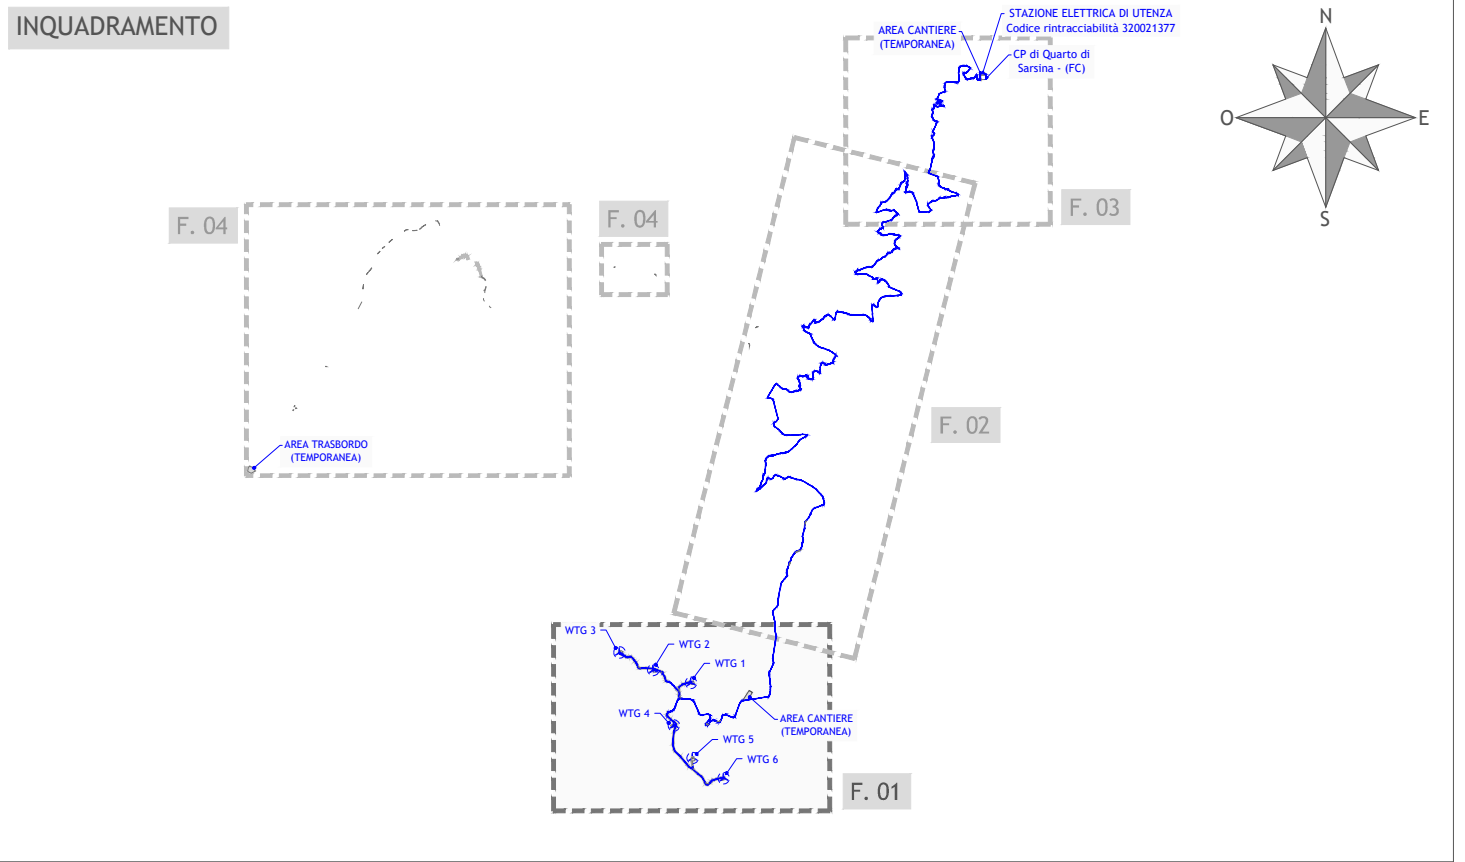 INQUADRAMENTO
STAZIONE ELETTRICA DI UTENZA
Codice rintracciabilità 320021377
AREA CANTIERE
(TEMPORANEA)
CP di Quarto di
Sarsina - (FC)
N
O
E
S
F. 03
F. 04
F. 04
F. 02
AREA TRASBORDO
(TEMPORANEA)
WTG 3
WTG 2
WTG 1
WTG 4
AREA CANTIERE
(TEMPORANEA)
WTG 5
WTG 6
F. 01